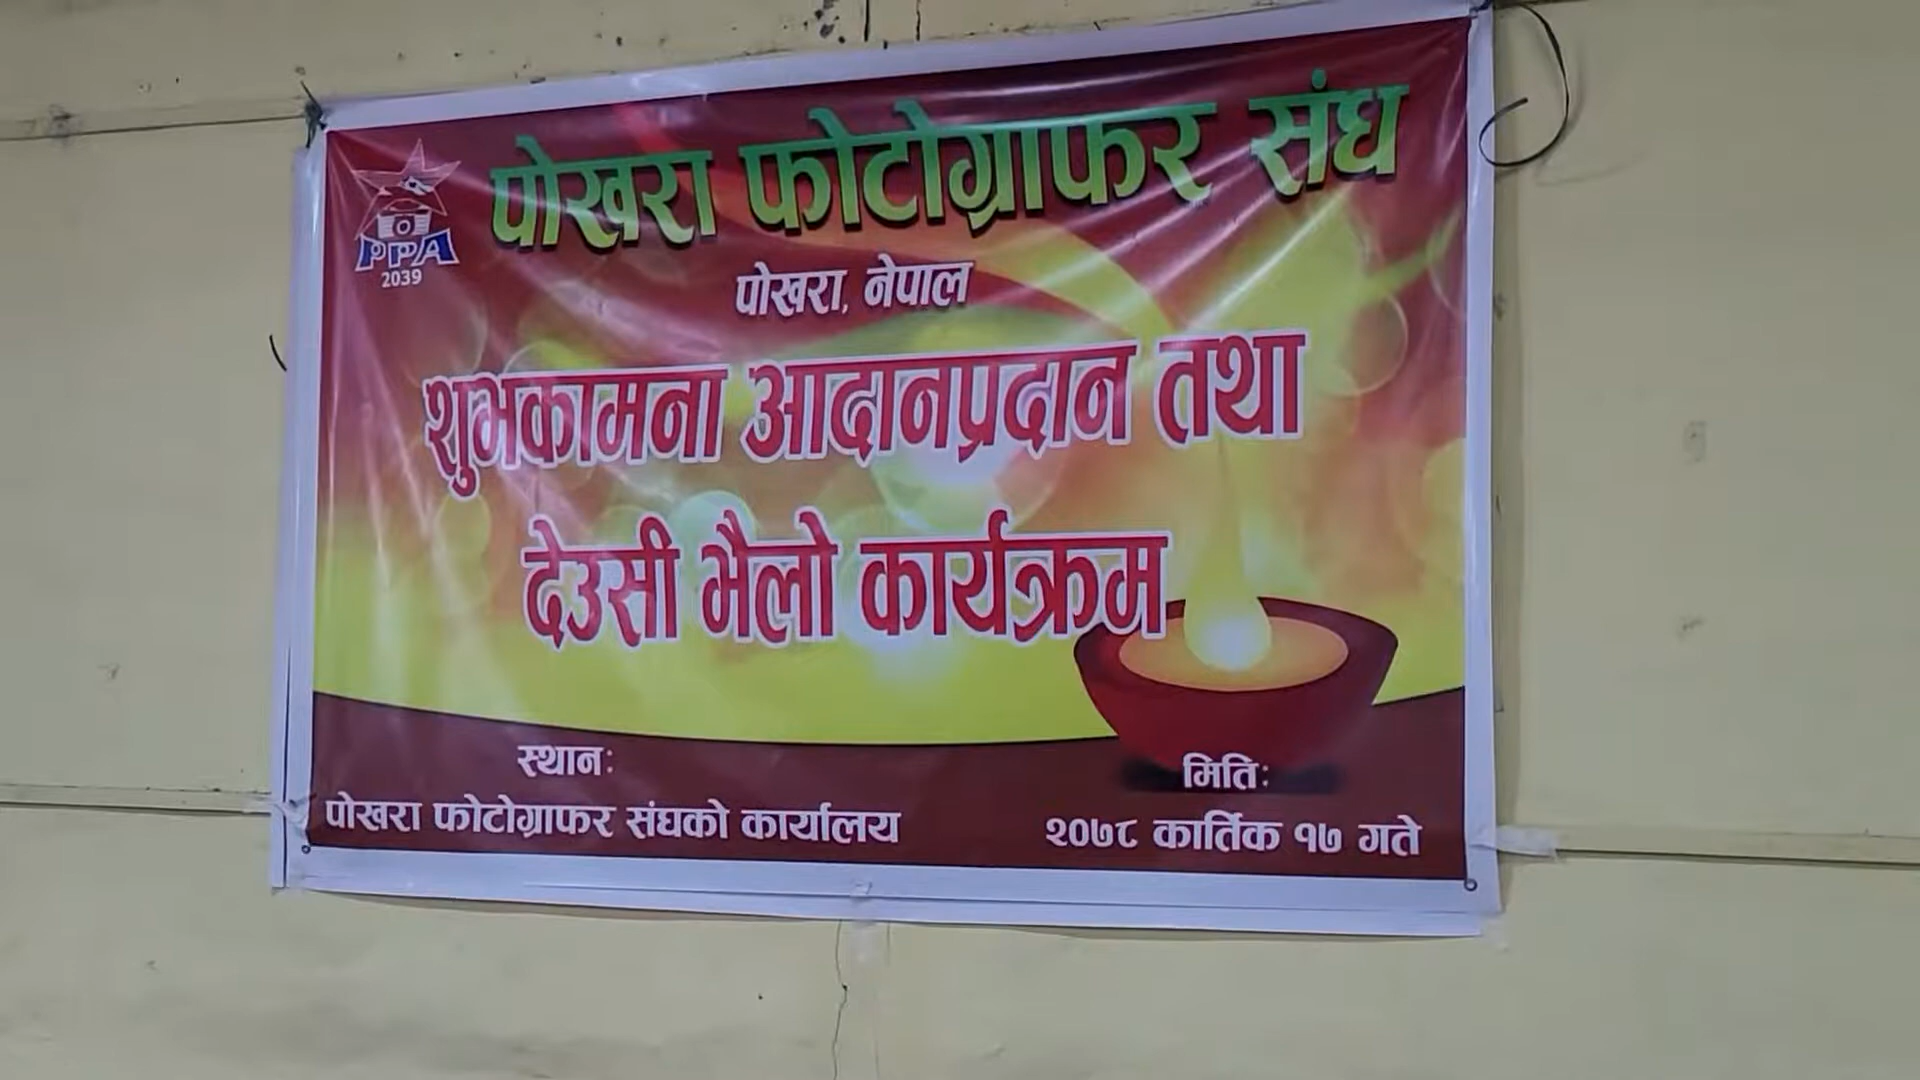 पोखरा फोटोग्राफर संघ
PPA
2039
पोखरा, नेपाल
शुभकामना आदानप्रदान तथा
देउसी भैलो कार्यक्रम
स्थानः
पोखरा फोटोग्राफर संघको कार्यालय
मितिः
२०७८ कार्तिक १७ गते